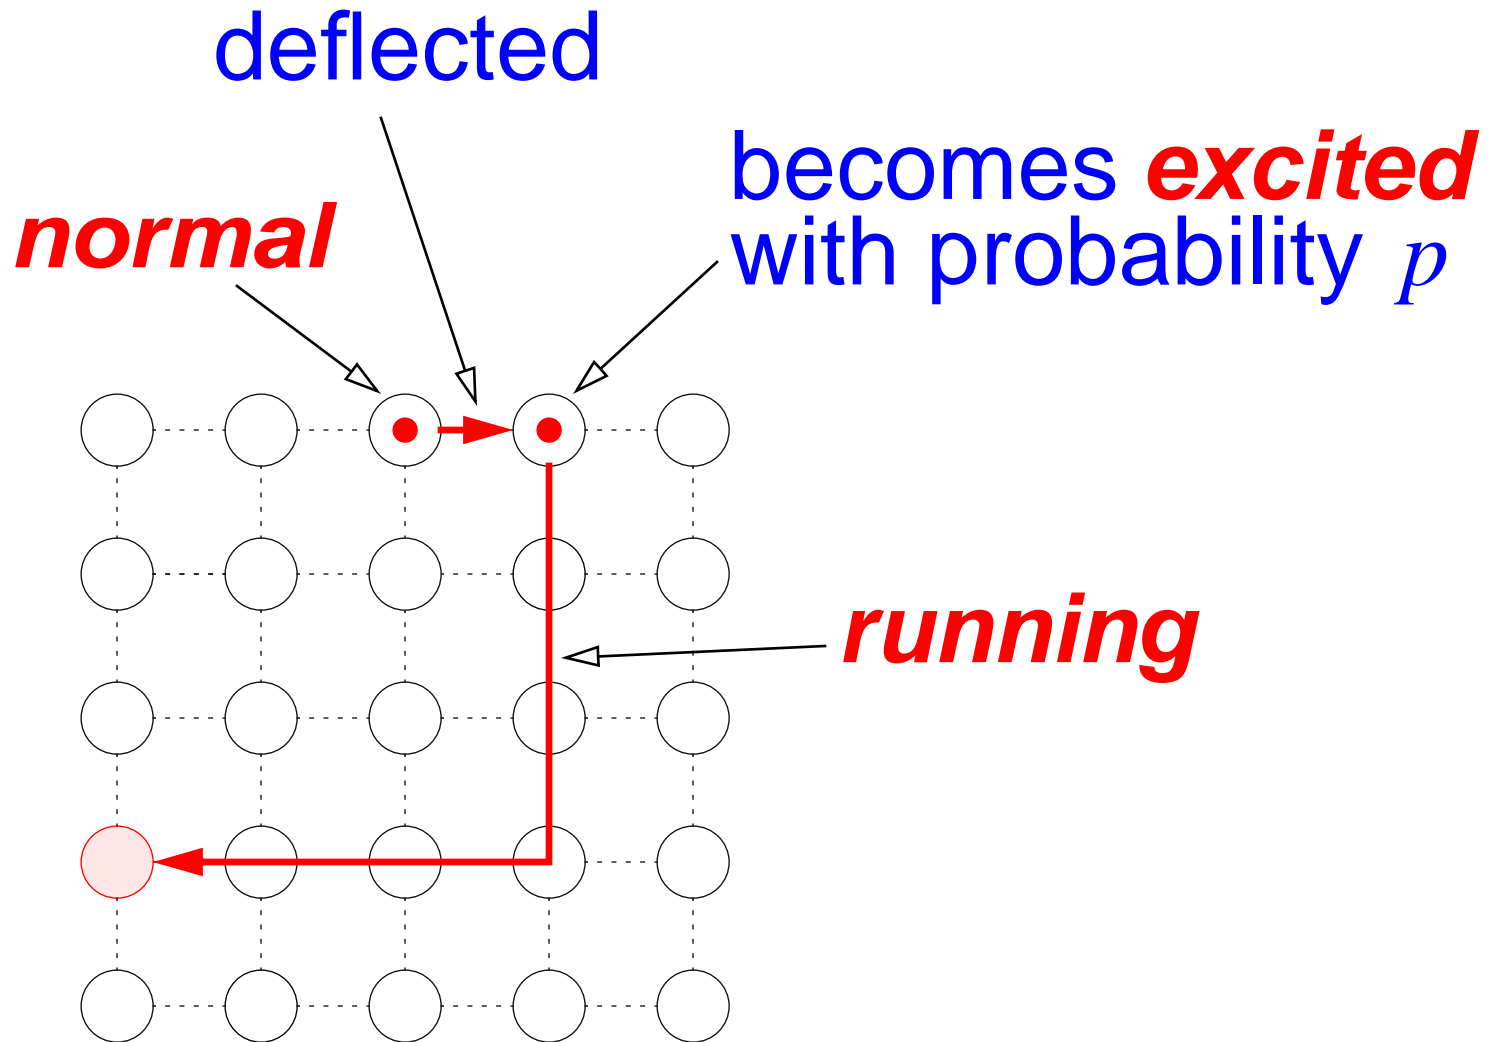 deflected
normal
becomes excited
with probability p
running